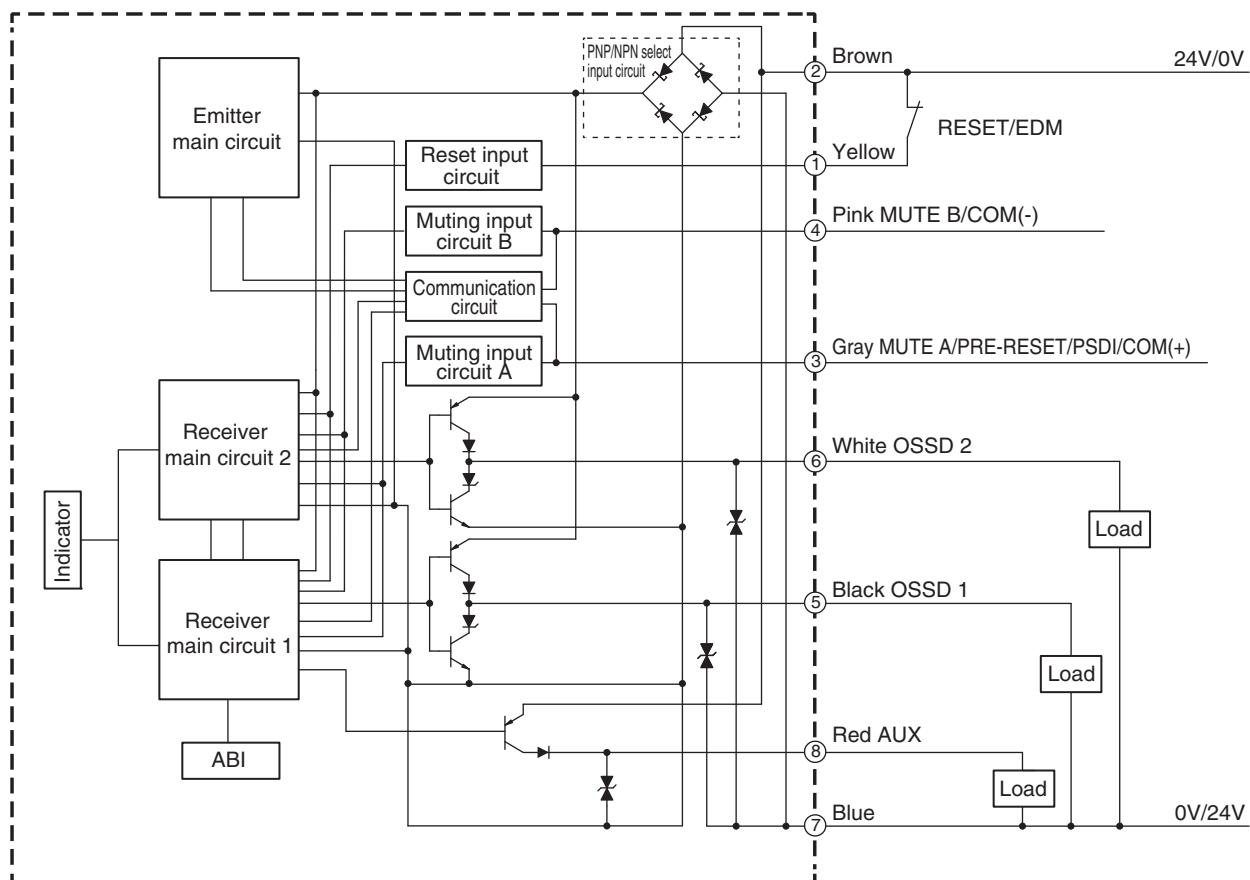 PNP/NPN select
input circuit
Emitter
main circuit
2
Brown
24V/0V
RESET/EDM
Reset input
circuit
1
Yellow
Muting input
circuit B
4
Pink MUTE B/COM(-)
Communication
circuit
Muting input
circuit A
3
Gray MUTE A/PRE-RESET/PSDI/COM(+)
Receiver
main circuit 2
6
White OSSD 2
Load
Indicator
Receiver
main circuit 1
5
Black OSSD 1
Load
ABI
8
Red AUX
Load
7
Blue
0V/24V